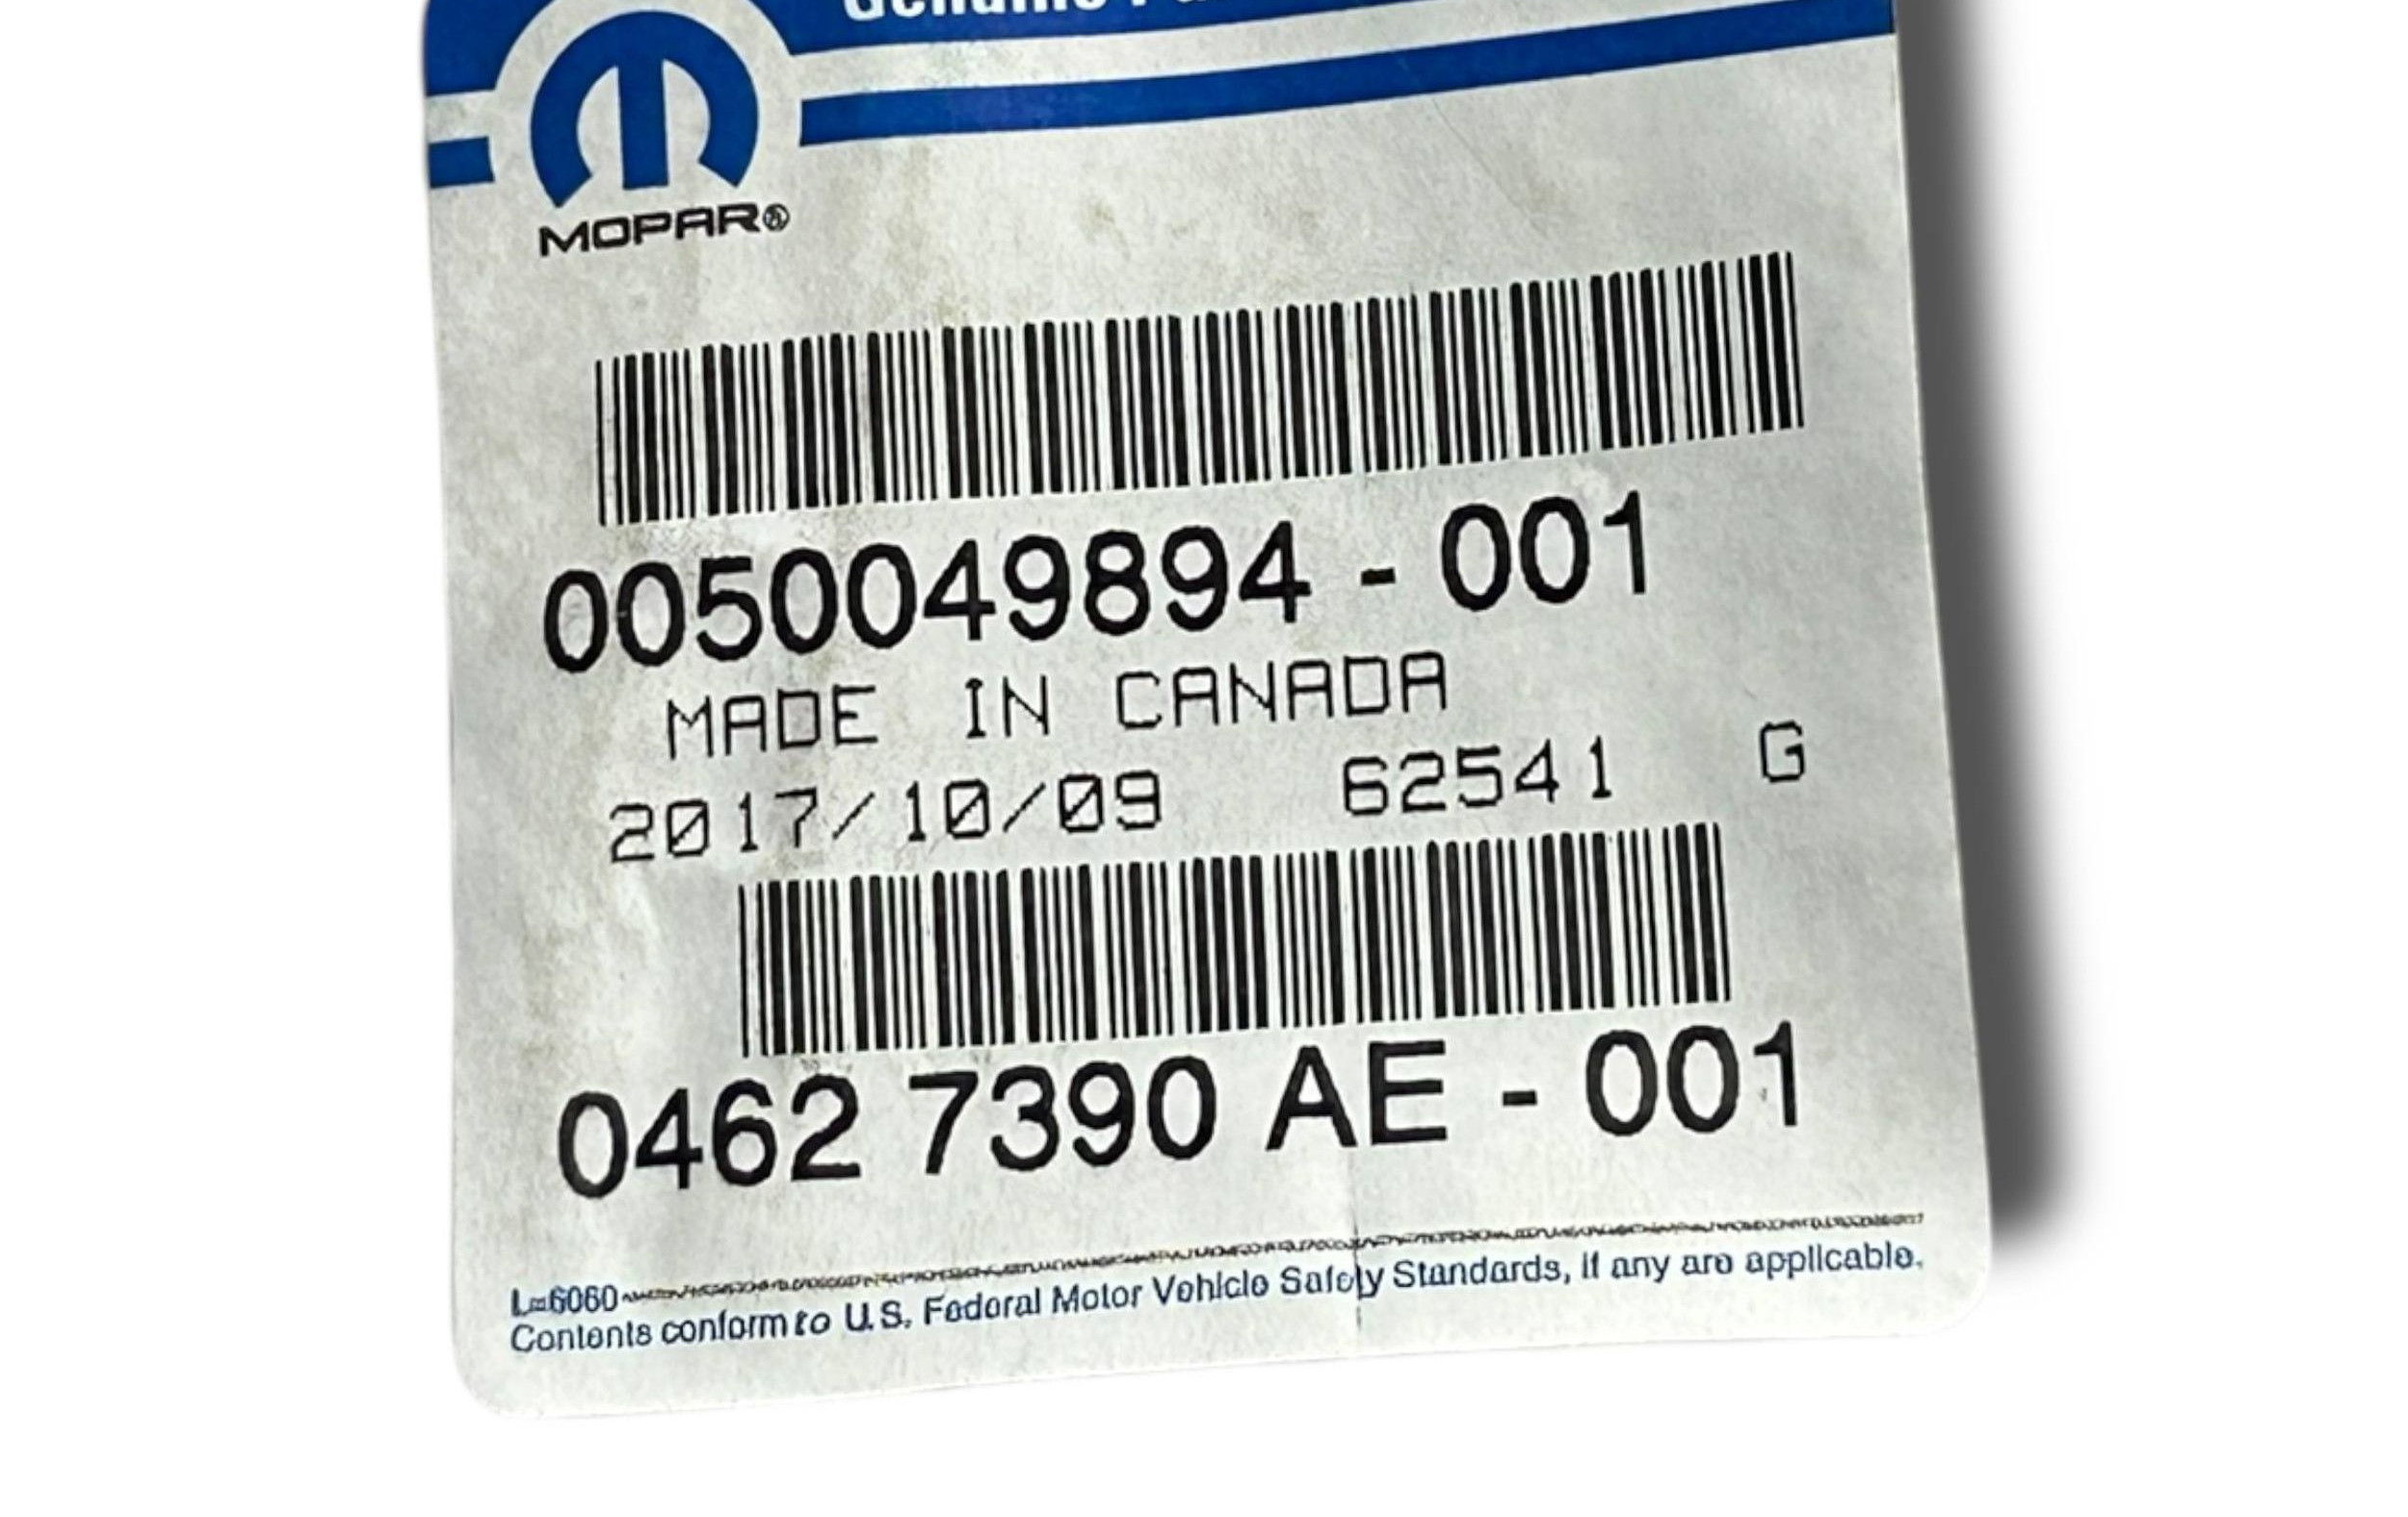 Genuine
MOPAR®
0050049894 - 001
MADE IN CANADA
2017/10/09 62541 G
0462 7390 AE - 001
L-6060
Contents conform to U.S. Federal Motor Vehicle Safety Standards, if any are applicable.